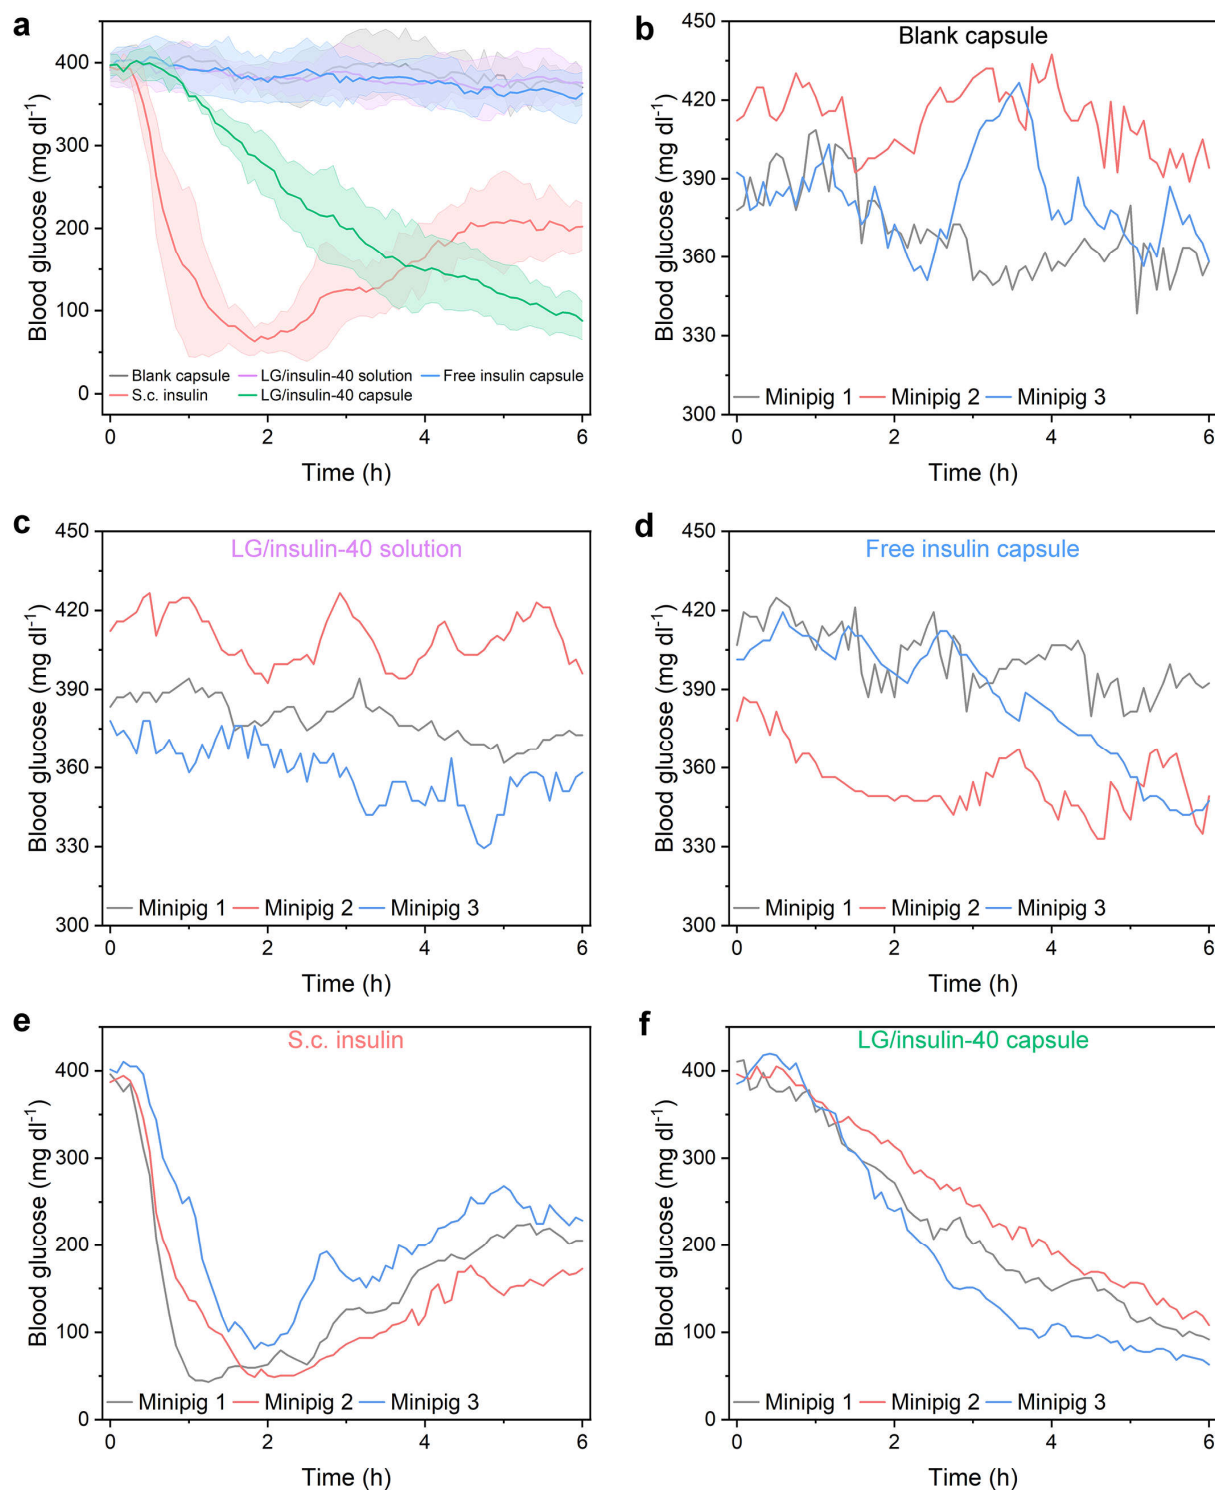 a
Blood glucose (mg dl-1)
400
300
200
100
0
Blank capsule LG/insulin-40 solution Free insulin capsule
S.c. insulin LG/insulin-40 capsule
0 2 4 6
Time (h)
b
Blank capsule
Blood glucose (mg dl-1)
450
420
390
360
330
300
Minipig 1 Minipig 2 Minipig 3
0 2 4 6
Time (h)
c
LG/insulin-40 solution
Blood glucose (mg dl-1)
450
420
390
360
330
300
Minipig 1 Minipig 2 Minipig 3
0 2 4 6
Time (h)
d
Free insulin capsule
Blood glucose (mg dl-1)
450
420
390
360
330
300
Minipig 1 Minipig 2 Minipig 3
0 2 4 6
Time (h)
e
S.c. insulin
Blood glucose (mg dl-1)
400
300
200
100
0
Minipig 1 Minipig 2 Minipig 3
0 2 4 6
Time (h)
f
LG/insulin-40 capsule
Blood glucose (mg dl-1)
400
300
200
100
0
Minipig 1 Minipig 2 Minipig 3
0 2 4 6
Time (h)